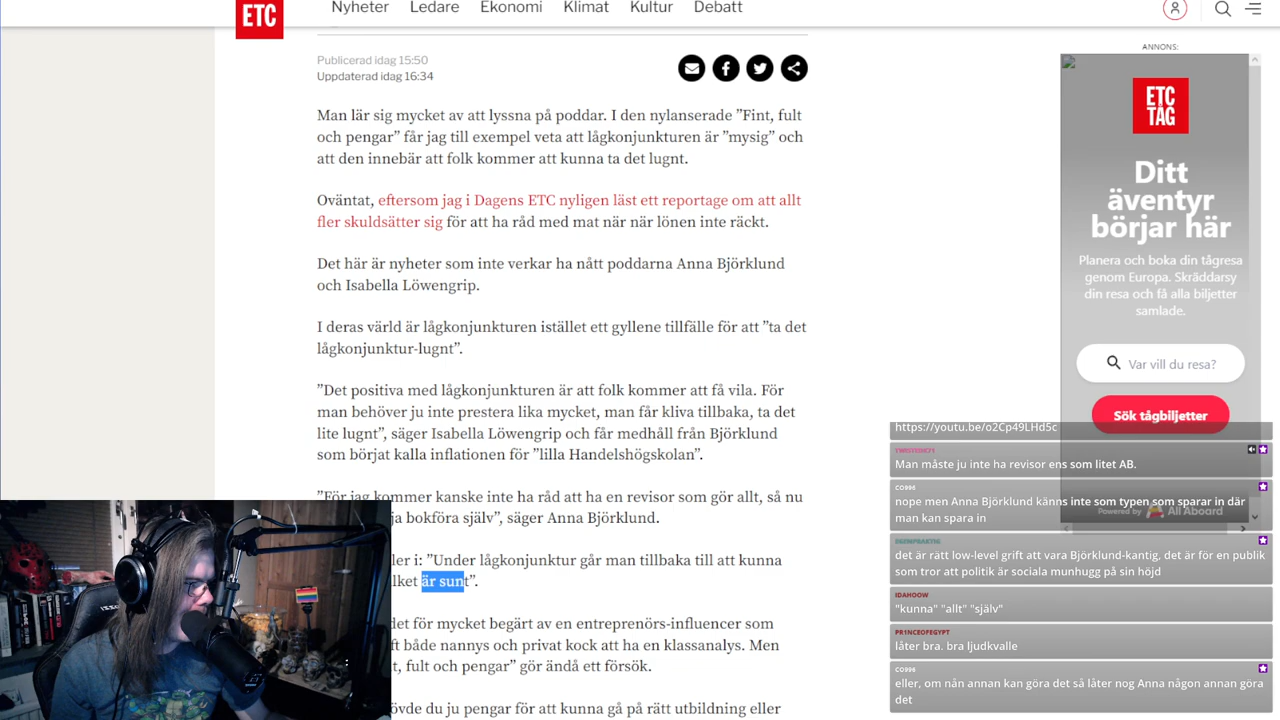 ETC
Nyheter Ledare Ekonomi Klimat Kultur Debatt
Publicerad idag 15:50
Uppdaterad idag 16:34
Man lär sig mycket av att lyssna på poddar. I den nylanserade ”Fint, fult
och pengar” får jag till exempel veta att lågkonjunkturen är ”mysig” och
att den innebär att folk kommer att kunna ta det lugnt.
Oväntat, eftersom jag i Dagens ETC nyligen läst ett reportage om att allt
fler skuldsätter sig för att ha råd med mat när när lönen inte räckt.
Det här är nyheter som inte verkar ha nått poddarna Anna Björklund
och Isabella Löwengrip.
I deras värld är lågkonjunkturen istället ett gyllene tillfälle för att ”ta det
lågkonjunktur-lugnt”.
”Det positiva med lågkonjunkturen är att folk kommer att få vila. För
man behöver ju inte prestera lika mycket, man får kliva tillbaka, ta det
lite lugnt”, säger Isabella Löwengrip och får medhåll från Björklund
som börjat kalla inflationen för ”lilla Handelshögskolan”.
”För jag kommer kanske inte ha råd att ha en revisor som gör allt, så nu
ja bokföra själv”, säger Anna Björklund.
ler i: ”Under lågkonjunktur går man tillbaka till att kunna
lket är sunt”.
det för mycket begärt av en entreprenörs-influencer som
ft både nannys och privat kock att ha en klassanalys. Men
t, fult och pengar” gör ändå ett försök.
övde du ju pengar för att kunna gå på rätt utbildning eller
ANNONS:
ETC
TAG
Ditt
äventyr
börjar här
Planera och boka din tågresa
genom Europa. Skräddarsy
din resa och få alla biljetter
samlade.
Var vill du resa?
Sök tågbiljetter
Powered by All Aboard
https://youtu.be/o2Cp49LHd5c
Man måste ju inte ha revisor ens som litet AB.
CO996
nope men Anna Björklund känns inte som typen som sparar in där
man kan spara in
det är rätt low-level grift att vara Björklund-kantig, det är för en publik
som tror att politik är sociala munhugg på sin höjd
IDAHOOW
"kunna" "allt" "själv"
PR1NCEOFEGYPT
låter bra. bra ljudkvalle
CO996
eller, om nån annan kan göra det så låter nog Anna någon annan göra
det